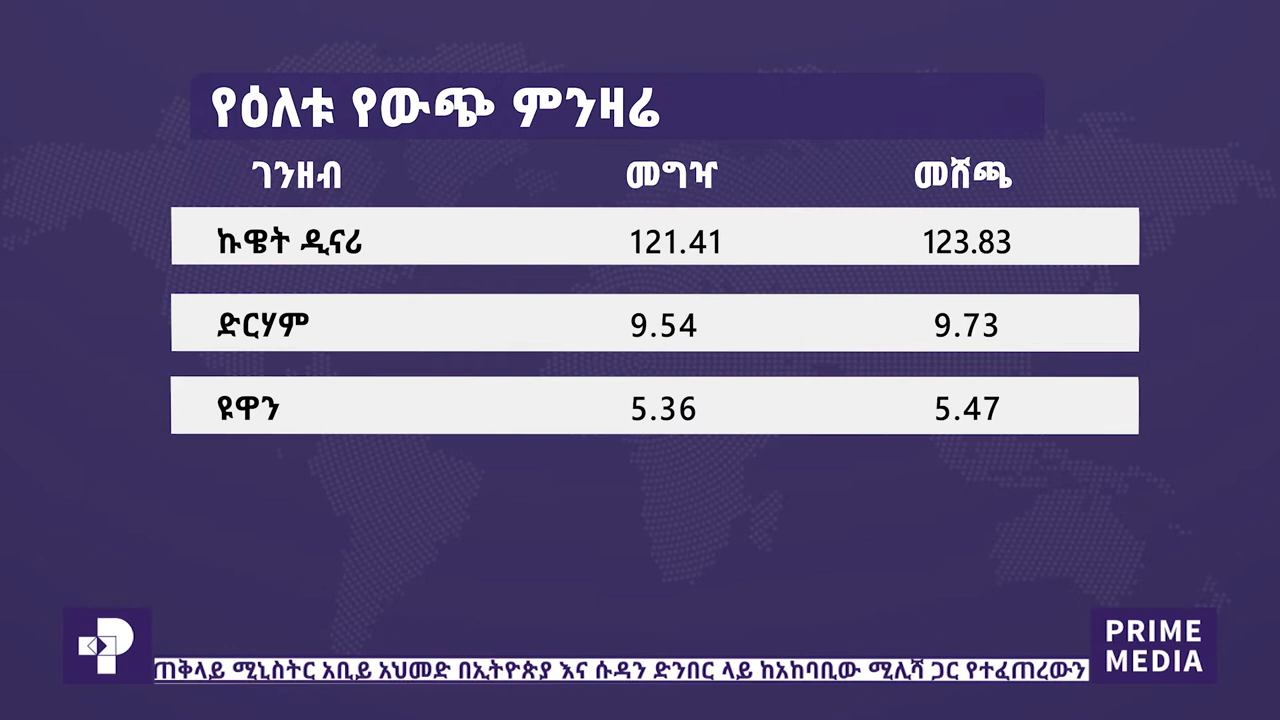 የዕለቱ የውጭ ምንዛሬ
ገንዘብ መግዣ መሸጫ
ኩዌት ዲናሪ 121.41 123.83
ድርሃም 9.54 9.73
ዩዋን 5.36 5.47
PRIME
MEDIA
ጠቅላይ ሚኒስትር አቢይ አህመድ በኢትዮጵያ እና ሱዳን ድንበር ላይ ከአከባቢው ሚሊሻ ጋር የተፈጠረውን